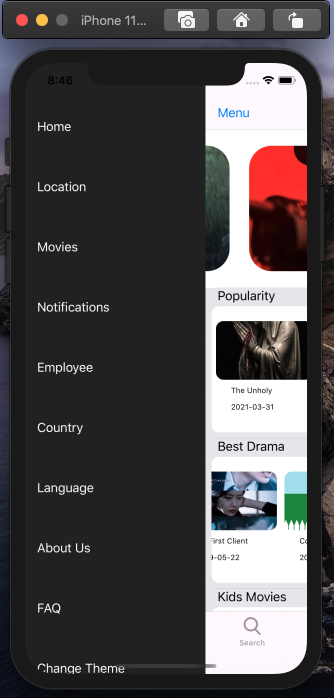 iPhone 11...
8:46
Home
Location
Movies
Notifications
Employee
Country
Language
About Us
FAQ
Change Theme
Menu
Popularity
The Unholy
2021-03-31
Best Drama
First Client
Co
9-05-22
20
Kids Movies
Search